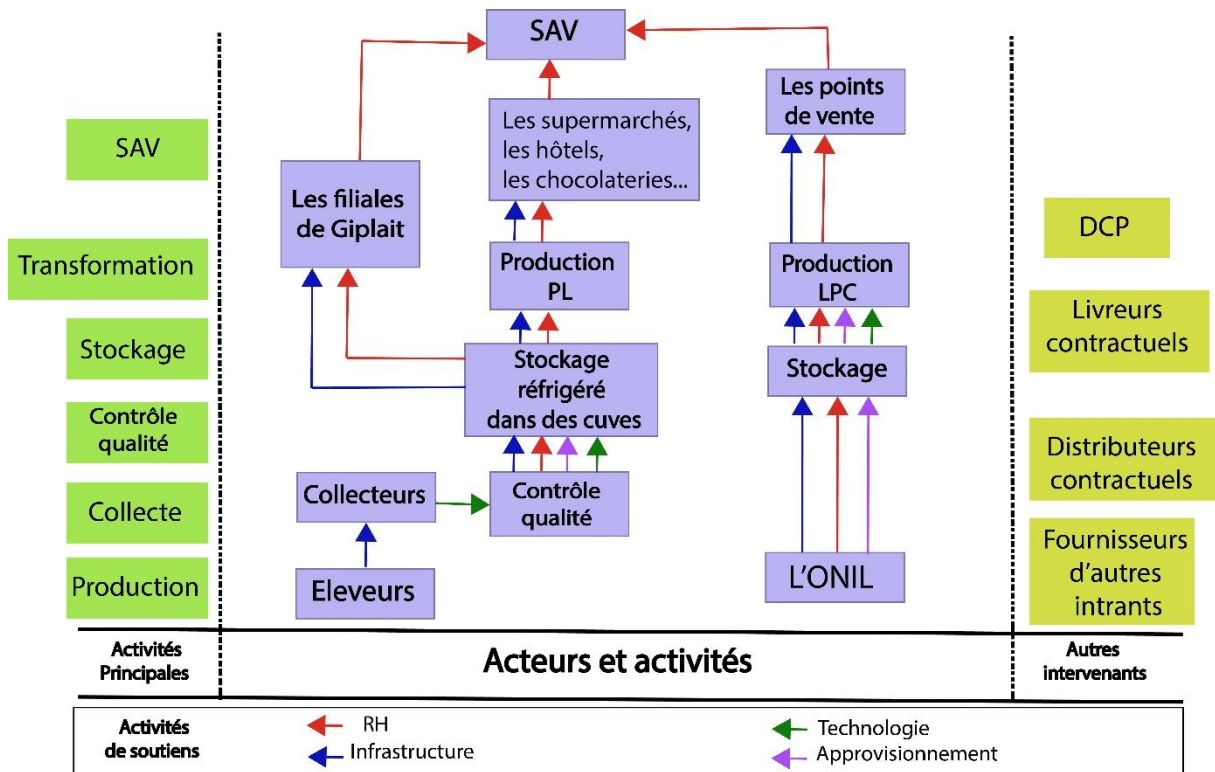 SAV
Les points
de vente
Les supermarchés,
les hôtels,
les chocolateries...
SAV
Les filiales
de Giplait
DCP
Transformation
Production
PL
Production
LPC
Livreurs
contractuels
Stockage
Stockage
réfrigéré
dans des cuves
Stockage
Contrôle
qualité
Distributeurs
contractuels
Collecteurs
Contrôle
qualité
Collecte
Fournisseurs
d'autres
intrants
Production
Eleveurs
L'ONIL
Activités
Principales
Acteurs et activités
Autres
intervenants
Activités
de soutiens
RH
Infrastructure
Technologie
Approvisionnement